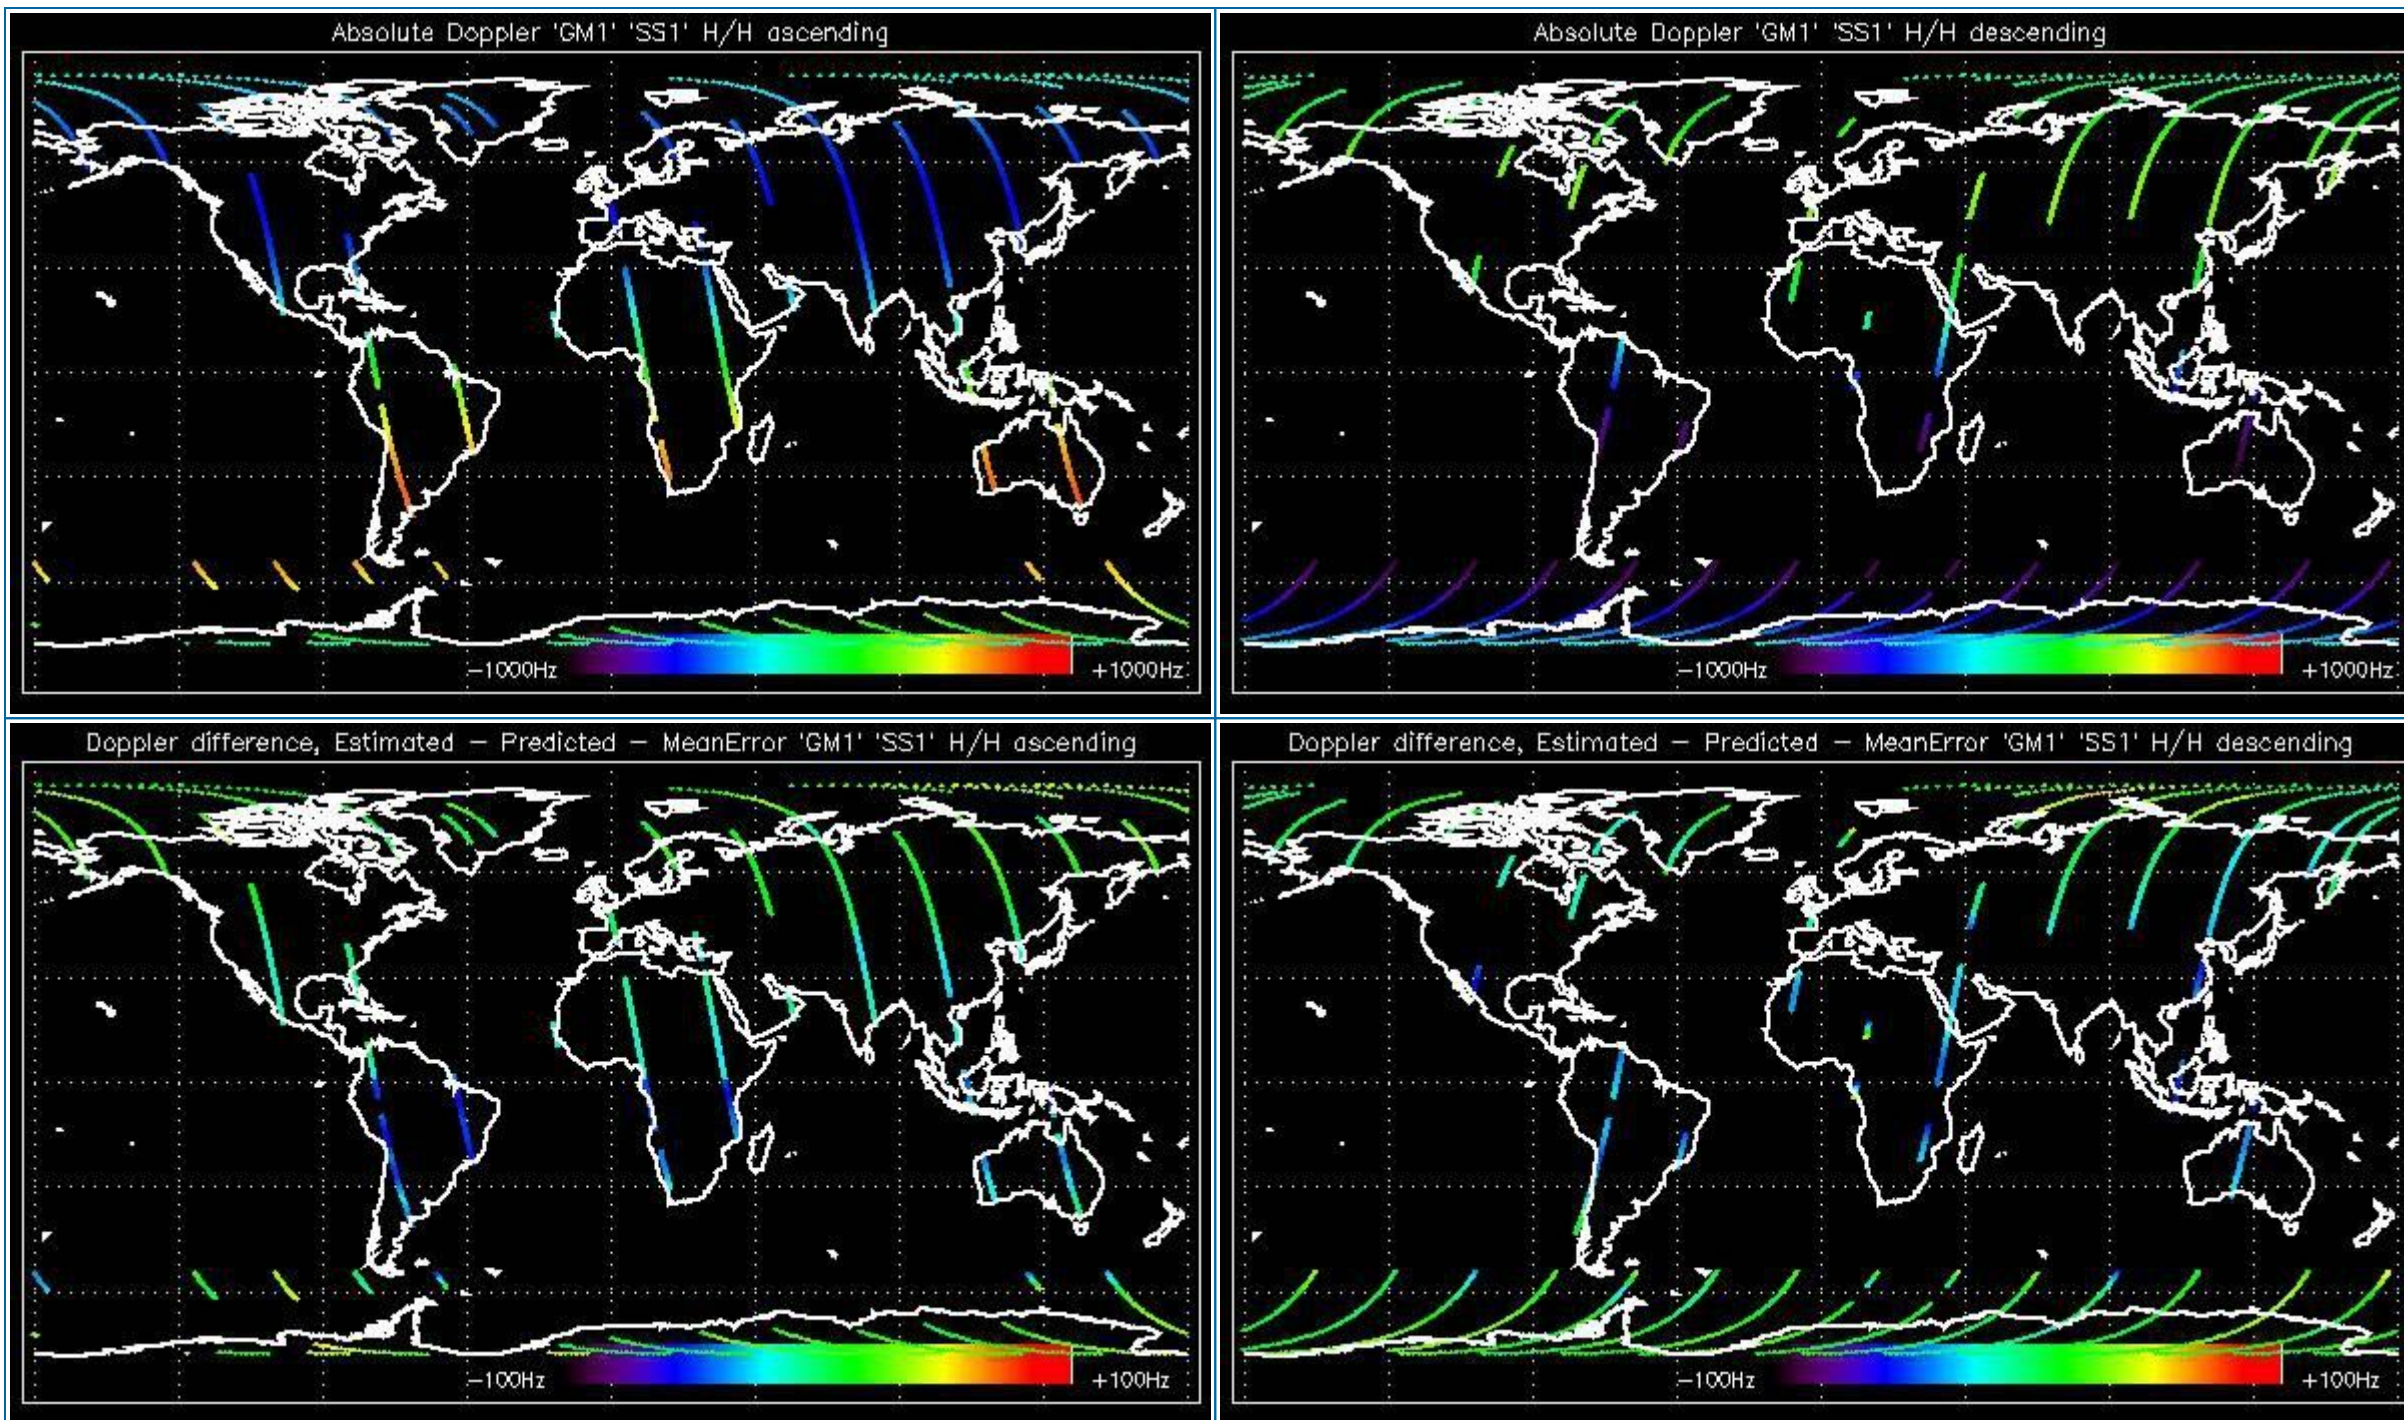 Absolute Doppler 'GM1' 'SS1' H/H ascending
-1000Hz
+1000Hz
Absolute Doppler 'GM1' 'SS1' H/H descending
-1000Hz
+1000Hz
Doppler difference, Estimated - Predicted - MeanError 'GM1' 'SS1' H/H ascending
-100Hz
+100Hz
Doppler difference, Estimated - Predicted - MeanError 'GM1' 'SS1' H/H descending
-100Hz
+100Hz